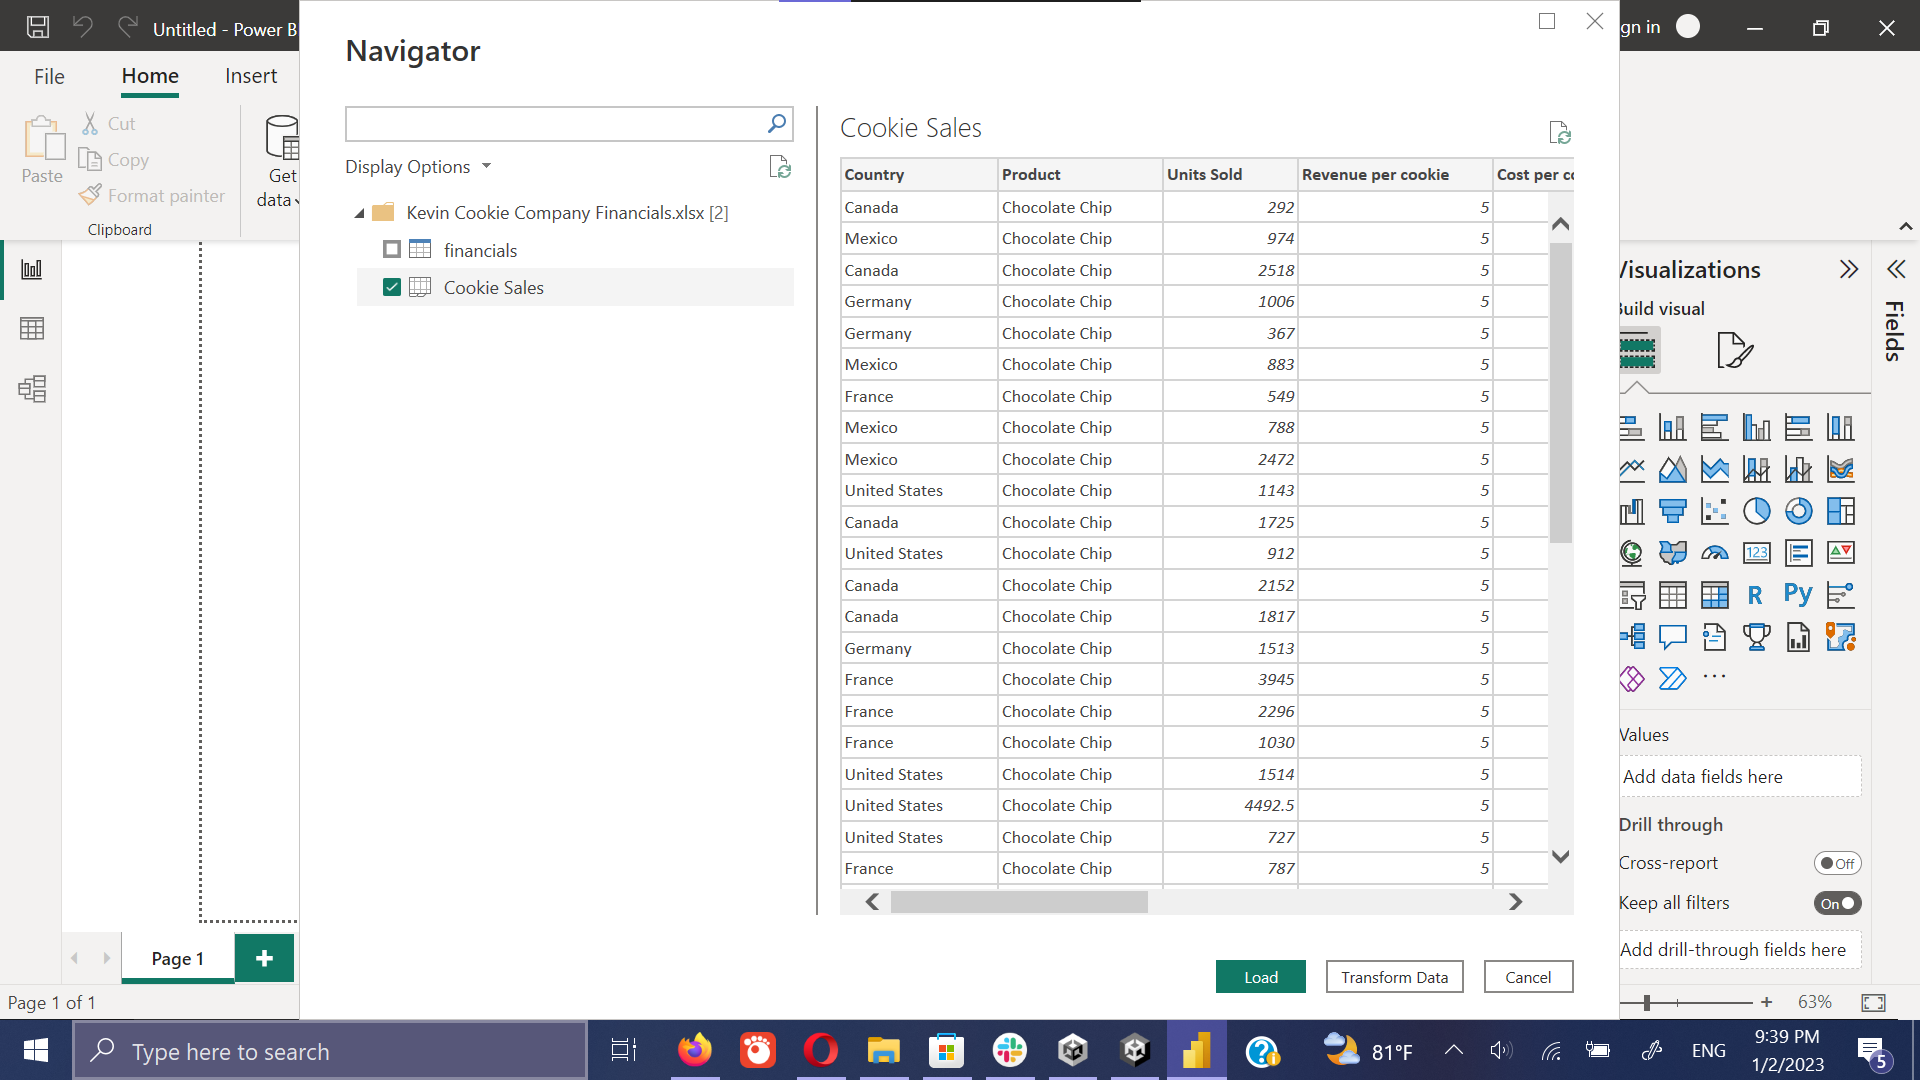 Untitled - Power B
gn in
File
Home
Insert
Paste
Cut
Copy
Format painter
Clipboard
Get
data
Navigator
Display Options
Kevin Cookie Company Financials.xlsx [2]
financials
Cookie Sales
Cookie Sales
Country Product Units Sold Revenue per cookie Cost per co
Canada Chocolate Chip 292 5
Mexico Chocolate Chip 974 5
Canada Chocolate Chip 2518 5
Germany Chocolate Chip 1006 5
Germany Chocolate Chip 367 5
Mexico Chocolate Chip 883 5
France Chocolate Chip 549 5
Mexico Chocolate Chip 788 5
Mexico Chocolate Chip 2472 5
United States Chocolate Chip 1143 5
Canada Chocolate Chip 1725 5
United States Chocolate Chip 912 5
Canada Chocolate Chip 2152 5
Canada Chocolate Chip 1817 5
Germany Chocolate Chip 1513 5
France Chocolate Chip 3945 5
France Chocolate Chip 2296 5
France Chocolate Chip 1030 5
United States Chocolate Chip 1514 5
United States Chocolate Chip 4492.5 5
United States Chocolate Chip 727 5
France Chocolate Chip 787 5
Load
Transform Data
Cancel
Visualizations
Build visual
Fields
123
R
Py
Values
Add data fields here
Drill through
Cross-report
Off
Keep all filters
On
Add drill-through fields here
Page 1
Page 1 of 1
63%
Type here to search
81°F
ENG
9:39 PM
1/2/2023
5